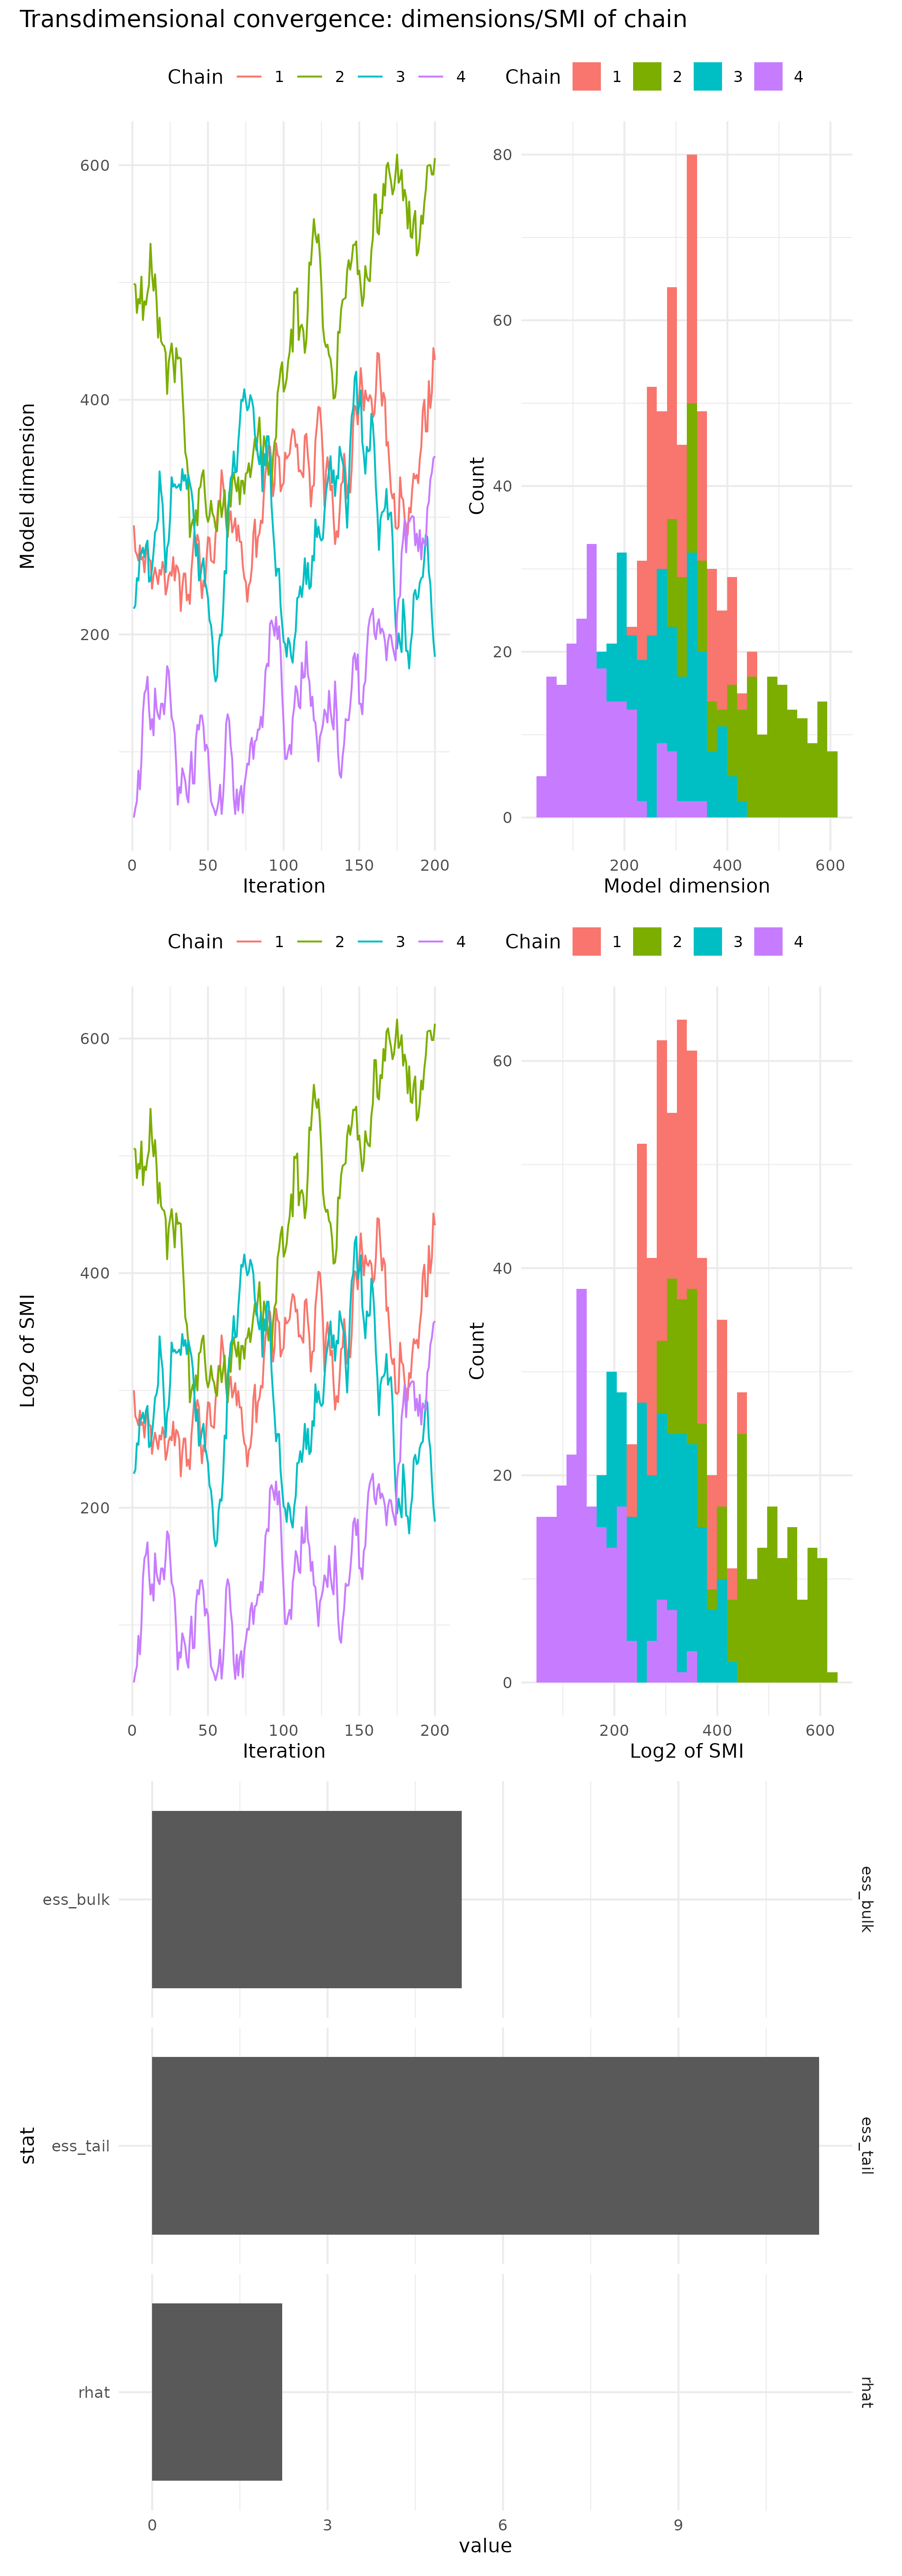 Transdimensional convergence: dimensions/SMI of chain
Chain 1 2 3 4
Chain 1 2 3 4
Model dimension
600
400
200
0 50 100 150 200
Iteration
Count
80
60
40
20
0
200 400 600
Model dimension
Chain 1 2 3 4
Chain 1 2 3 4
Log2 of SMI
600
400
200
0 50 100 150 200
Iteration
Count
60
40
20
0
200 400 600
Log2 of SMI
stat
ess_bulk
ess_bulk
ess_tail
ess_tail
rhat
rhat
0 3 6 9
value